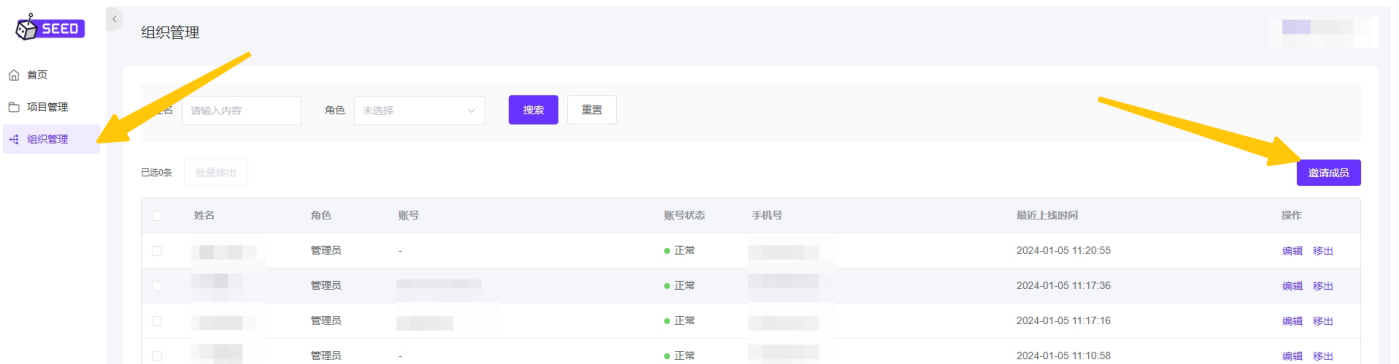 SEED
组织管理
首页
项目管理
组织管理
请输入内容 角色 未选择 搜索 重置
已选0条 批量移出 邀请成员
姓名 角色 账号 账号状态 手机号 最近上线时间 操作
管理员 - 正常 2024-01-05 11:20:55 编辑 移出
管理员 正常 2024-01-05 11:17:36 编辑 移出
管理员 正常 2024-01-05 11:17:16 编辑 移出
管理员 - 正常 2024-01-05 11:10:58 编辑 移出